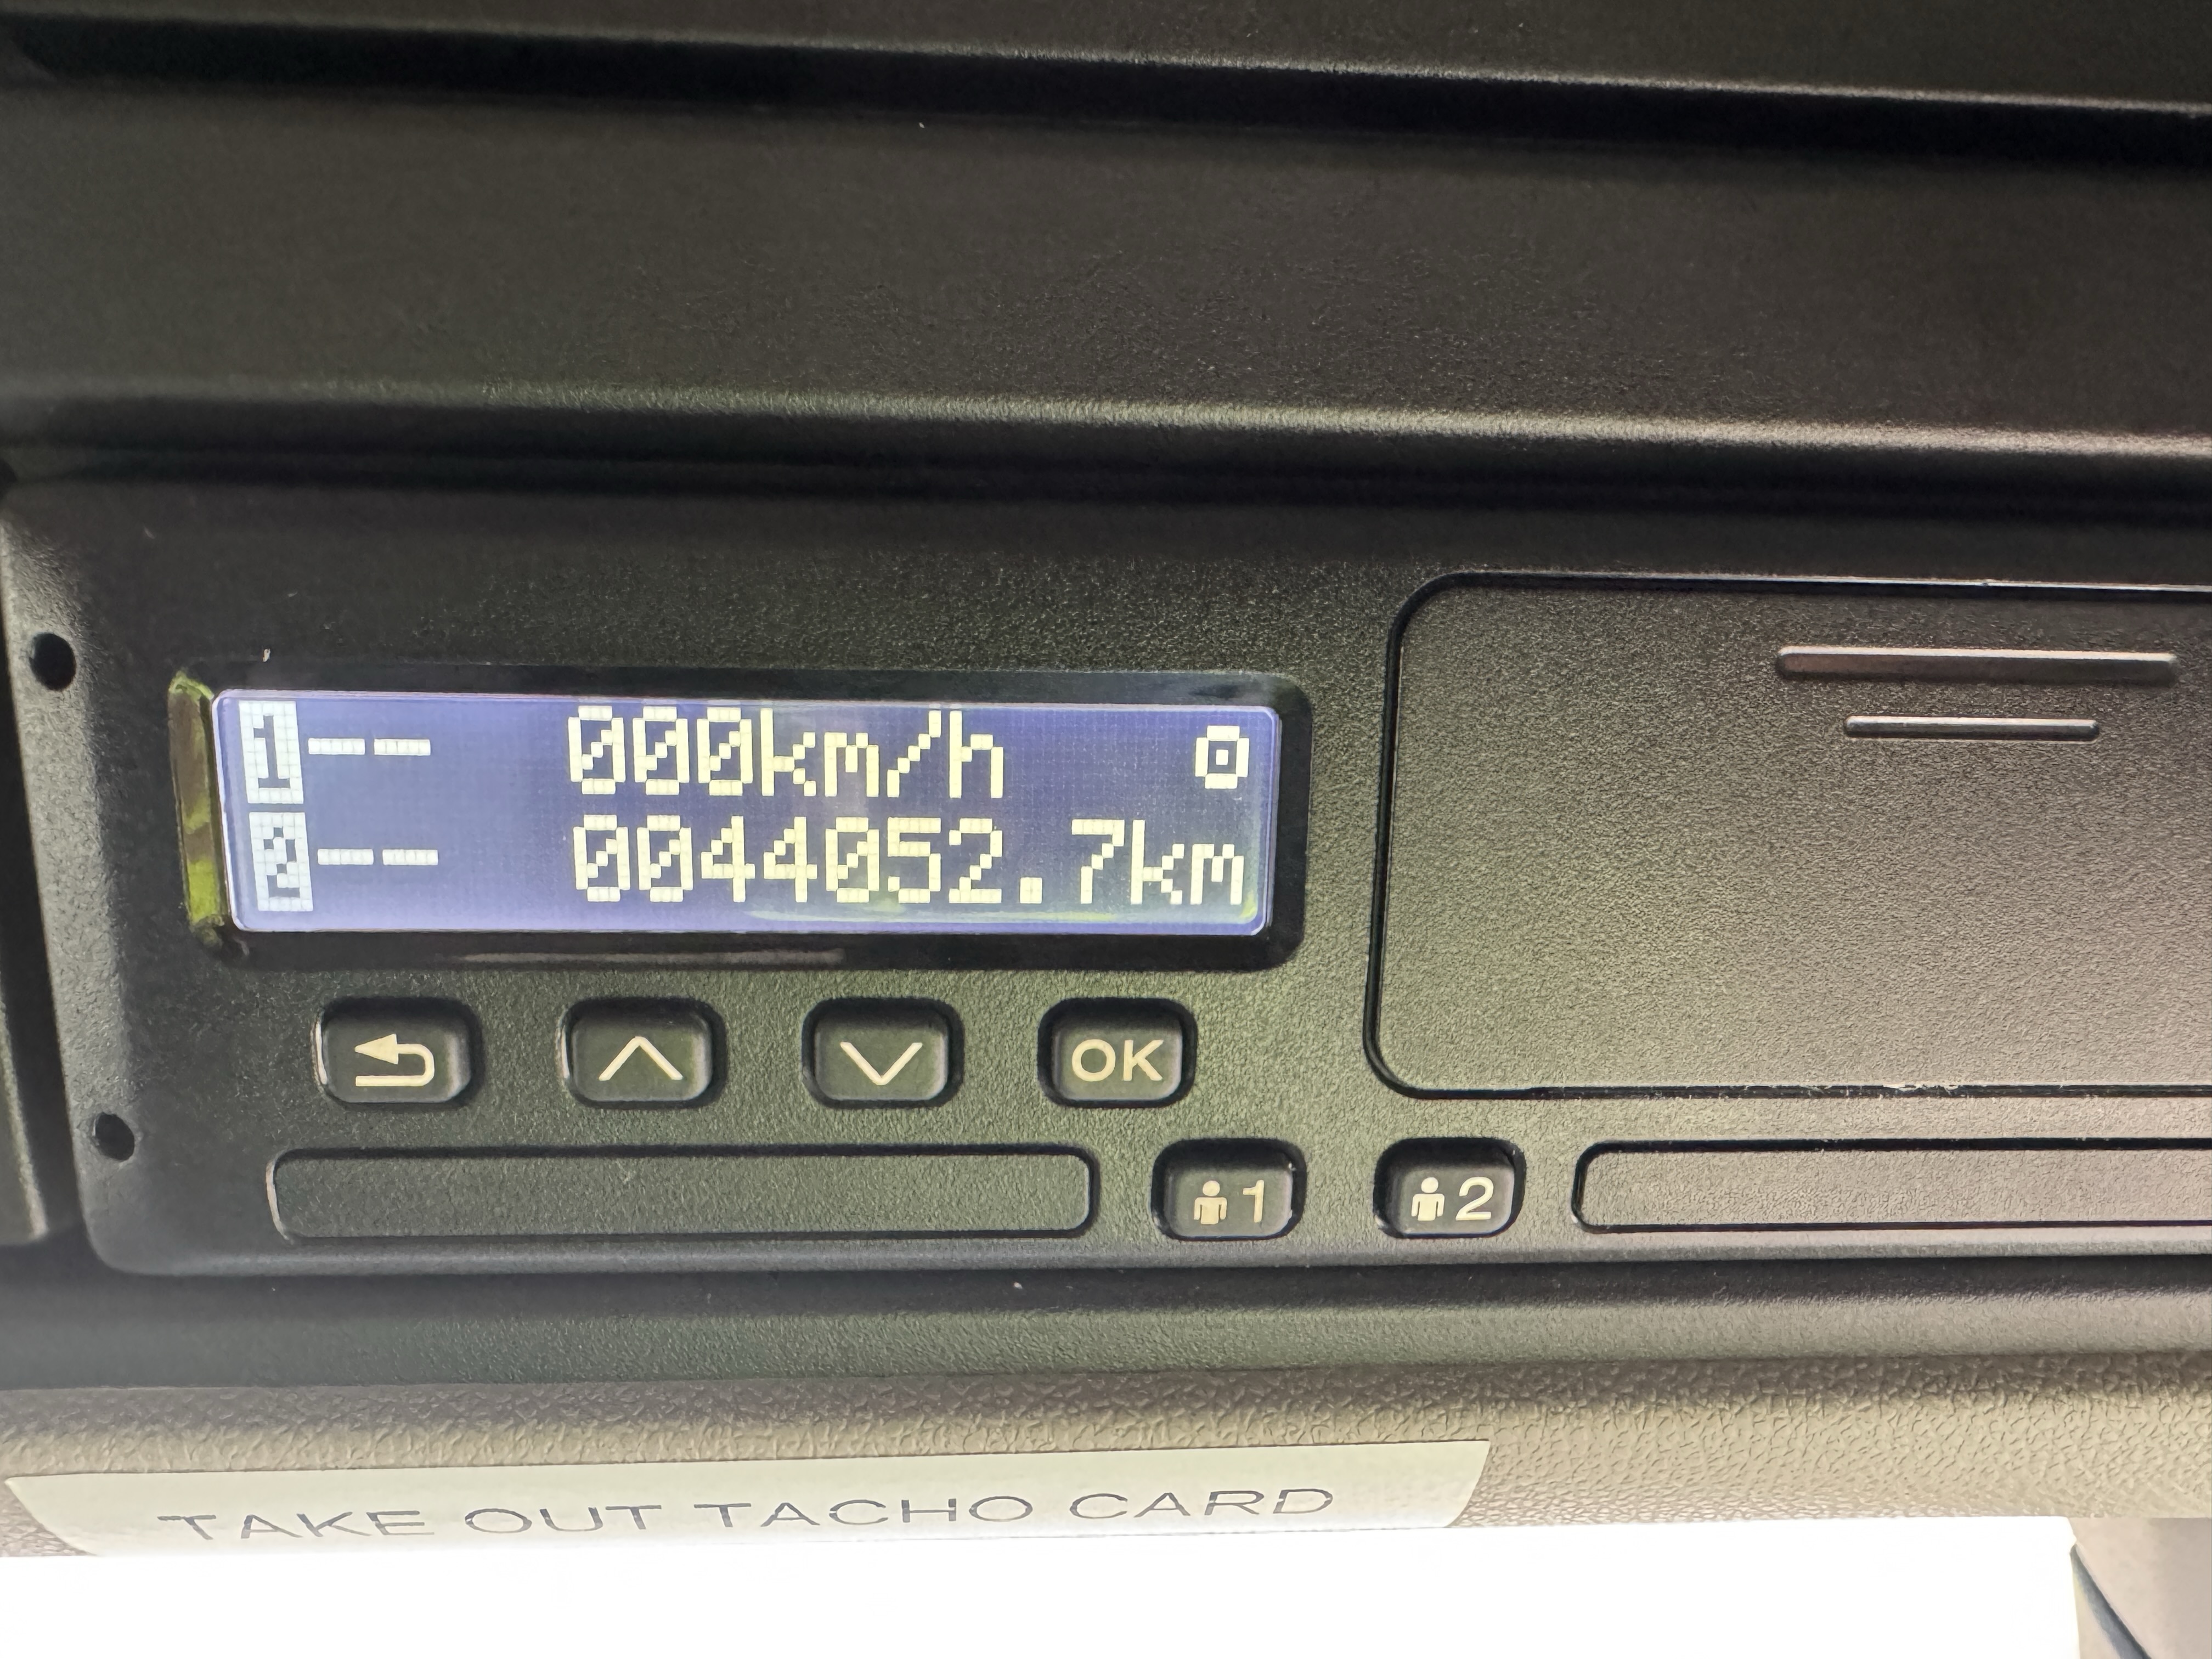 1-- 000km/h
2-- 0044052.7km
OK
1 2
TAKE OUT TACHO CARD